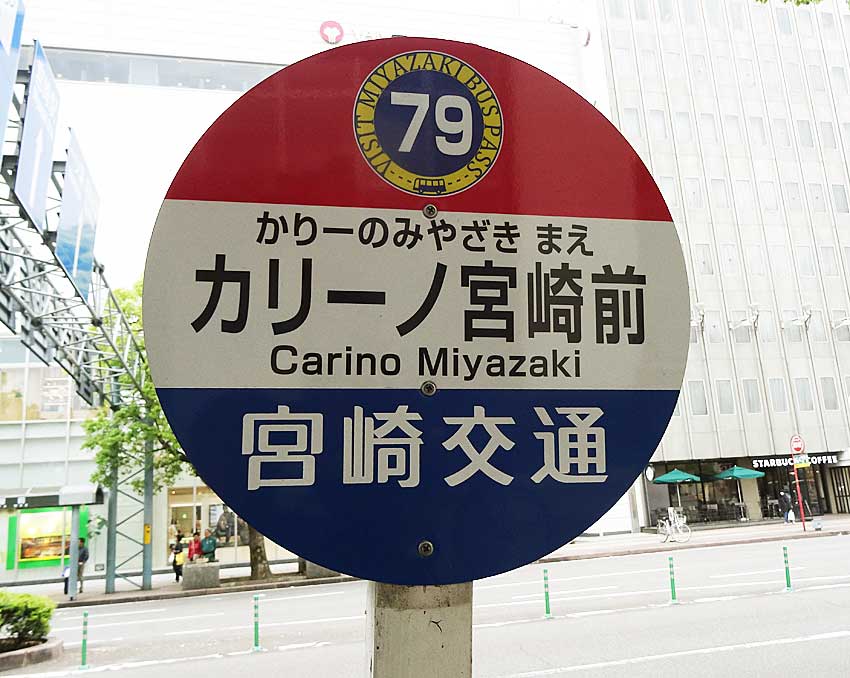 VISIT MIYAZAKI BUS PASS
79
かりーのみやざき まえ
カリーノ宮崎前
Carino Miyazaki
宮崎交通
STARBUCKS COFFEE